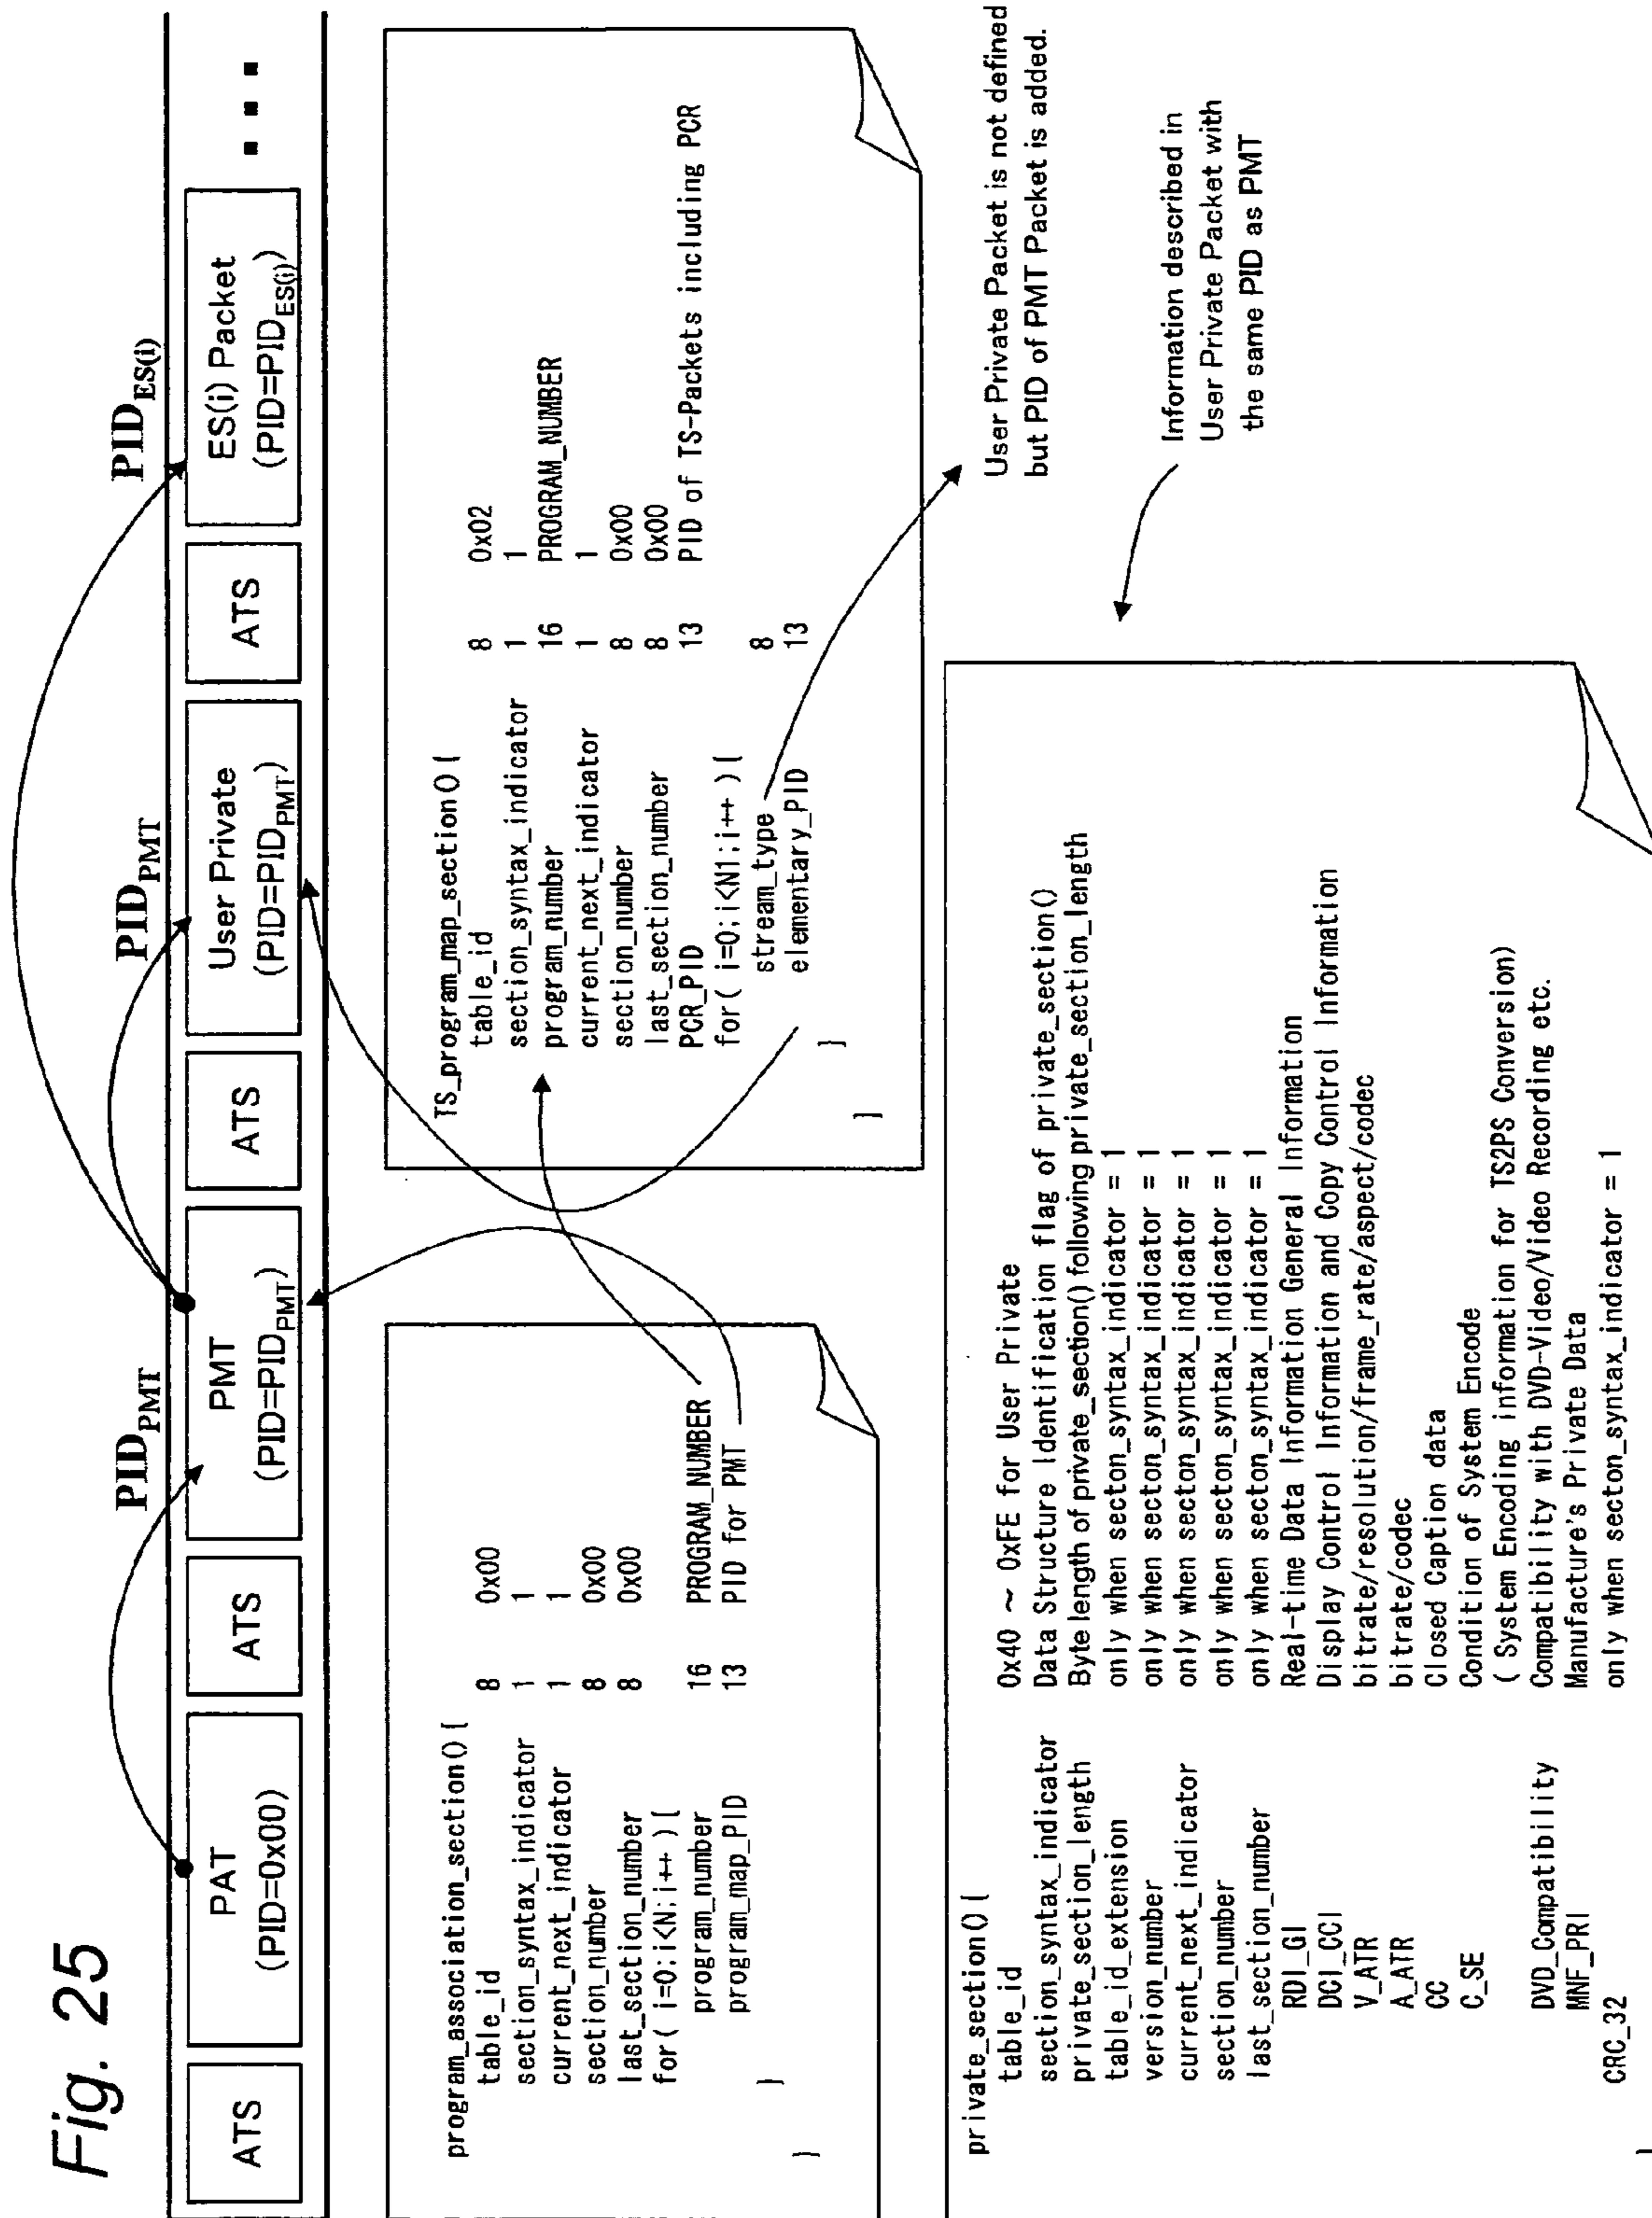 Fig. 25
PID_PMT
PID_PMT
PID_ES(i)
ATS
PAT
(PID=0x00)
ATS
PMT
(PID=PID_PMT)
ATS
User Private
(PID=PID_PMT)
ATS
ES(i) Packet
(PID=PID_ES(i))
program_association_section() {
table_id 8 0x00
section_syntax_indicator 1 1
current_next_indicator 1 1
section_number 8 0x00
last_section_number 8 0x00
for( i=0;i<N;i++ ) {
program_number 16 PROGRAM_NUMBER
program_map_PID 13 PID for PMT
}
}
TS_program_map_section() {
table_id 8 0x02
section_syntax_indicator 1 1
program_number 16 PROGRAM_NUMBER
current_next_indicator 1 1
section_number 8 0x00
last_section_number 8 0x00
PCR_PID 13 PID of TS-Packets including PCR
for( i=0;i<N1;i++ ) {
stream_type 8
elementary_PID 13
}
}
User Private Packet is not defined
but PID of PMT Packet is added.
Information described in
User Private Packet with
the same PID as PMT
private_section() {
table_id 0x40 ~ 0xFE for User Private
section_syntax_indicator Data Structure Identification flag of private_section()
private_section_length Byte length of private_section() following private_section_length
table_id_extension only when secton_syntax_indicator = 1
version_number only when secton_syntax_indicator = 1
current_next_indicator only when secton_syntax_indicator = 1
section_number only when secton_syntax_indicator = 1
last_section_number only when secton_syntax_indicator = 1
RDI_GI Real-time Data Information General Information
DCI_CCI Display Control Information and Copy Control Information
V_ATR bitrate/resolution/frame_rate/aspect/codec
A_ATR bitrate/codec
CC Closed Caption data
C_SE Condition of System Encode
( System Encoding information for TS2PS Conversion)
DVD_Compatibility Compatibility with DVD-Video/Video Recording etc.
MNF_PRI Manufacture's Private Data
CRC_32 only when secton_syntax_indicator = 1
}